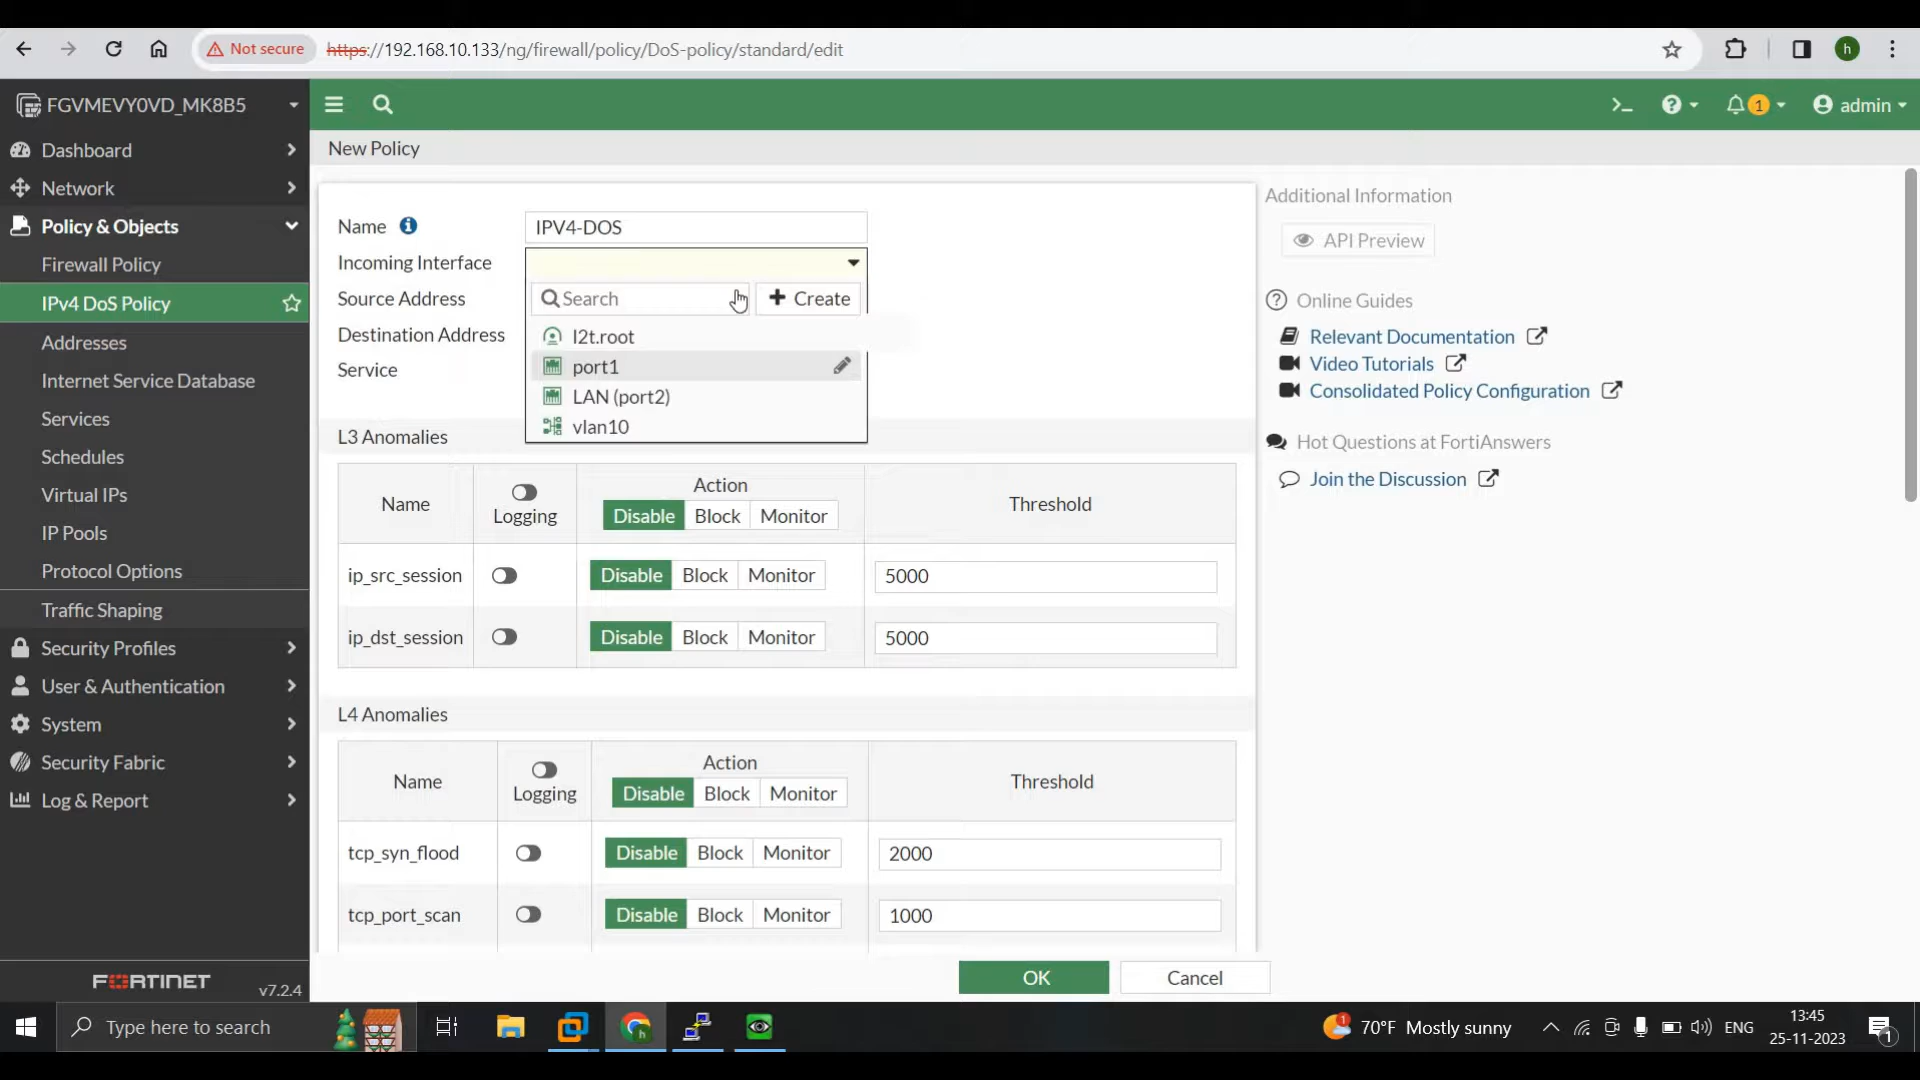 Not secure https://192.168.10.133/ng/firewall/policy/DoS-policy/standard/edit h
FGVMEVY0VD_MK8B5
1 admin
Dashboard
Network
Policy & Objects
Firewall Policy
IPv4 DoS Policy
Addresses
Internet Service Database
Services
Schedules
Virtual IPs
IP Pools
Protocol Options
Traffic Shaping
Security Profiles
User & Authentication
System
Security Fabric
Log & Report
FORTINET v7.2.4
New Policy
Name IPV4-DOS
Incoming Interface
Source Address Search Create
Destination Address l2t.root
Service port1
LAN (port2)
vlan10
L3 Anomalies
Name Logging Action Threshold
Disable Block Monitor
ip_src_session Disable Block Monitor 5000
ip_dst_session Disable Block Monitor 5000
L4 Anomalies
Name Logging Action Threshold
Disable Block Monitor
tcp_syn_flood Disable Block Monitor 2000
tcp_port_scan Disable Block Monitor 1000
OK Cancel
Additional Information
API Preview
Online Guides
Relevant Documentation
Video Tutorials
Consolidated Policy Configuration
Hot Questions at FortiAnswers
Join the Discussion
Type here to search
1 70°F Mostly sunny ENG 13:45
25-11-2023 1